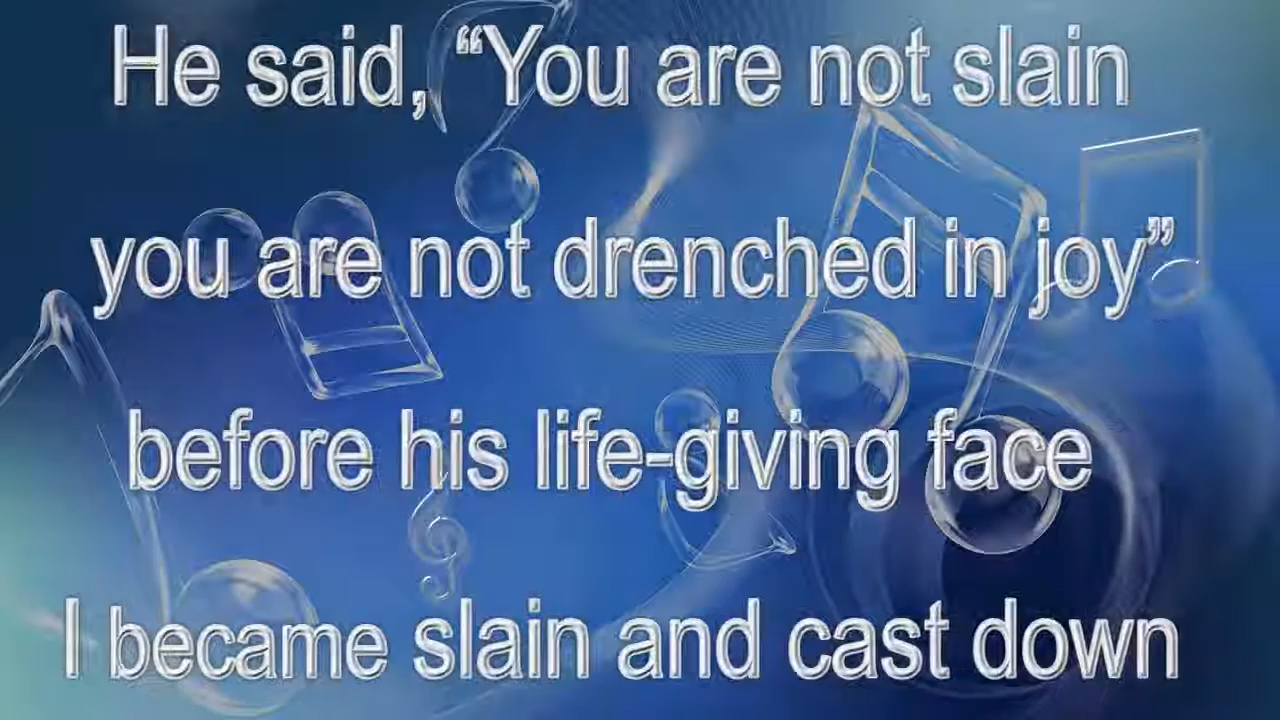 He said, “You are not slain
you are not drenched in joy”
before his life-giving face
I became slain and cast down